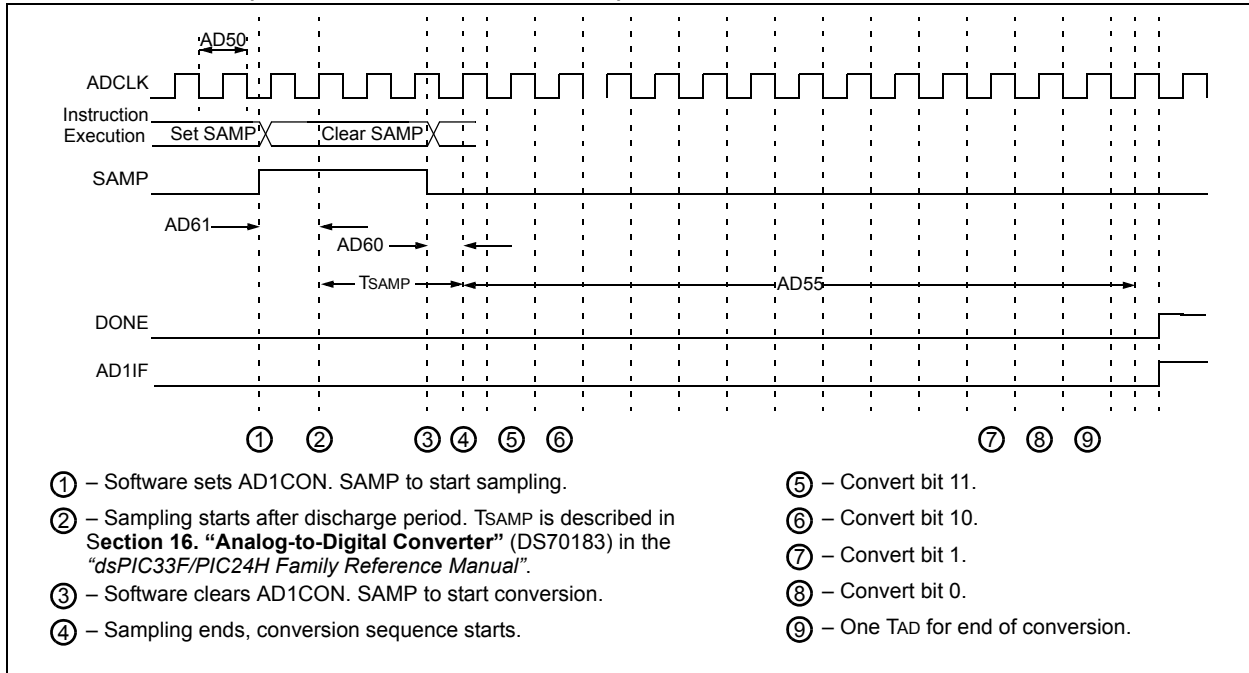 AD50
ADCLK
Instruction
Execution
Set SAMP
Clear SAMP
SAMP
AD61
AD60
TSAMP
AD55
DONE
AD1IF
1 2 3 4 5 6 7 8 9
1 – Software sets AD1CON. SAMP to start sampling.
2 – Sampling starts after discharge period. TSAMP is described in
Section 16. “Analog-to-Digital Converter” (DS70183) in the
“dsPIC33F/PIC24H Family Reference Manual”.
3 – Software clears AD1CON. SAMP to start conversion.
4 – Sampling ends, conversion sequence starts.
5 – Convert bit 11.
6 – Convert bit 10.
7 – Convert bit 1.
8 – Convert bit 0.
9 – One TAD for end of conversion.